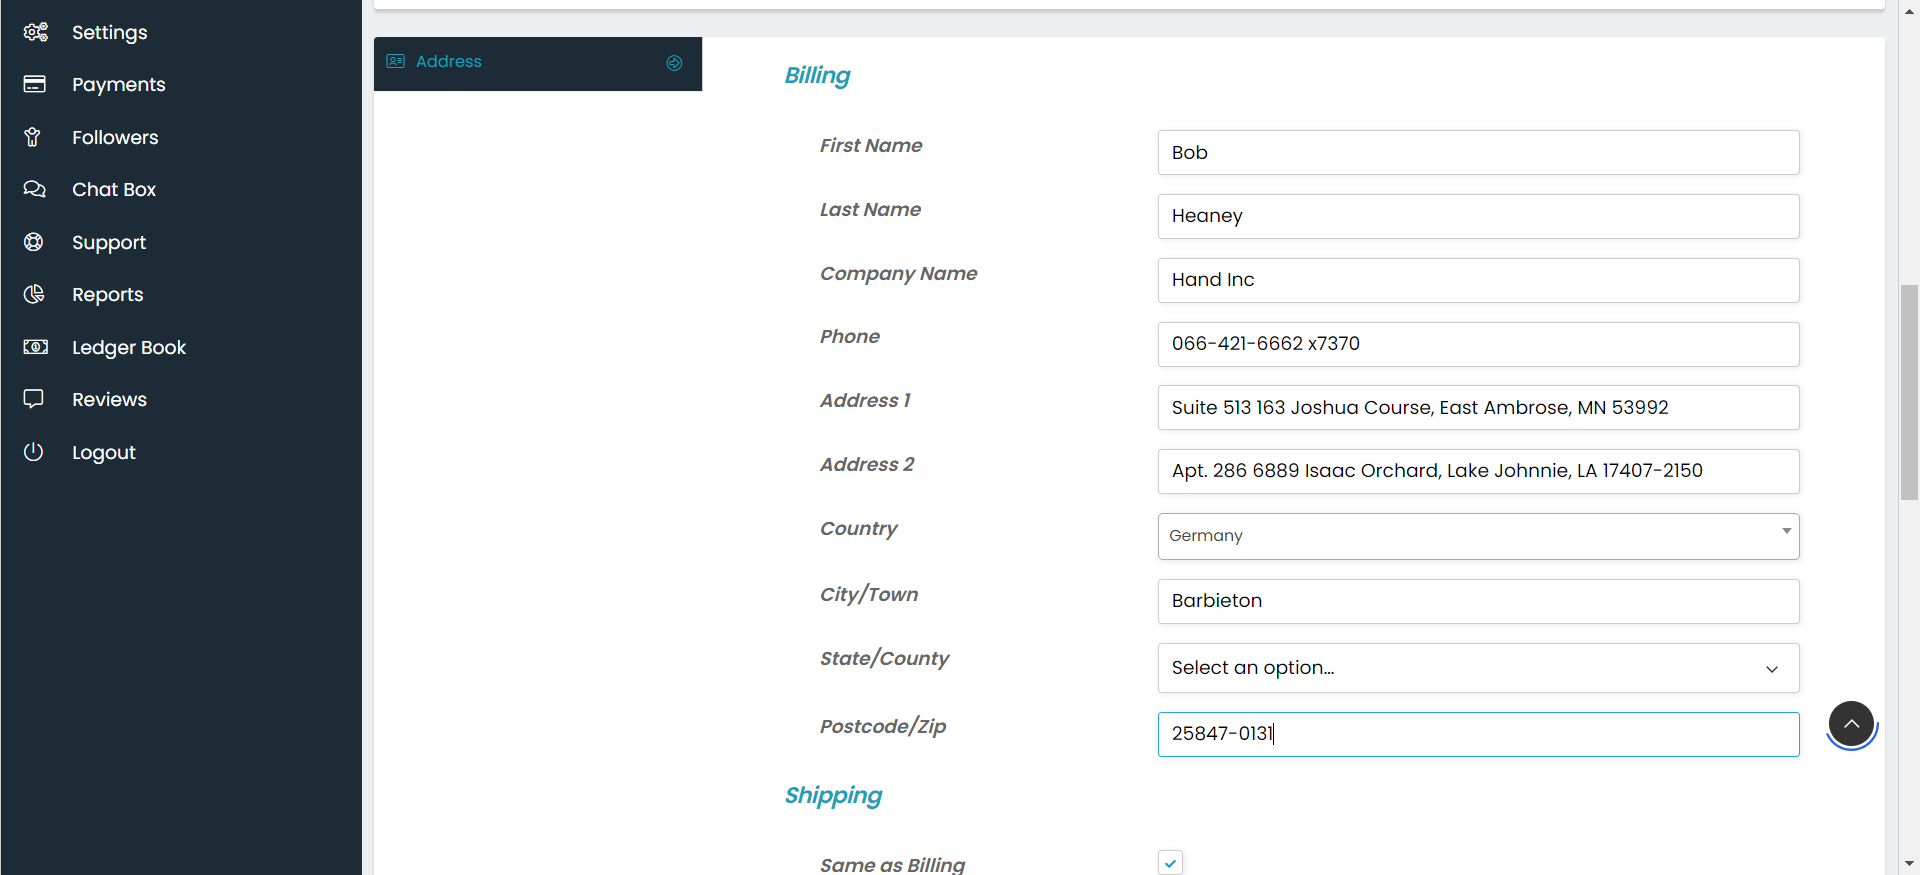 Settings
Payments
Followers
Chat Box
Support
Reports
Ledger Book
Reviews
Logout
Address
Billing
First Name
Bob
Last Name
Heaney
Company Name
Hand Inc
Phone
066-421-6662 x7370
Address 1
Suite 513 163 Joshua Course, East Ambrose, MN 53992
Address 2
Apt. 286 6889 Isaac Orchard, Lake Johnnie, LA 17407-2150
Country
Germany
City/Town
Barbieton
State/County
Select an option...
Postcode/Zip
25847-0131
Shipping
Same as Billing